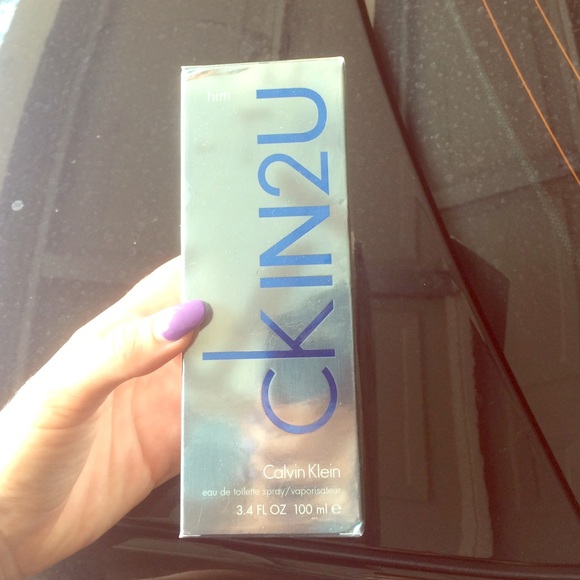 him
ckIN2U
Calvin Klein
eau de toilette spray/vaporisateur
3.4 FL OZ 100 ml e